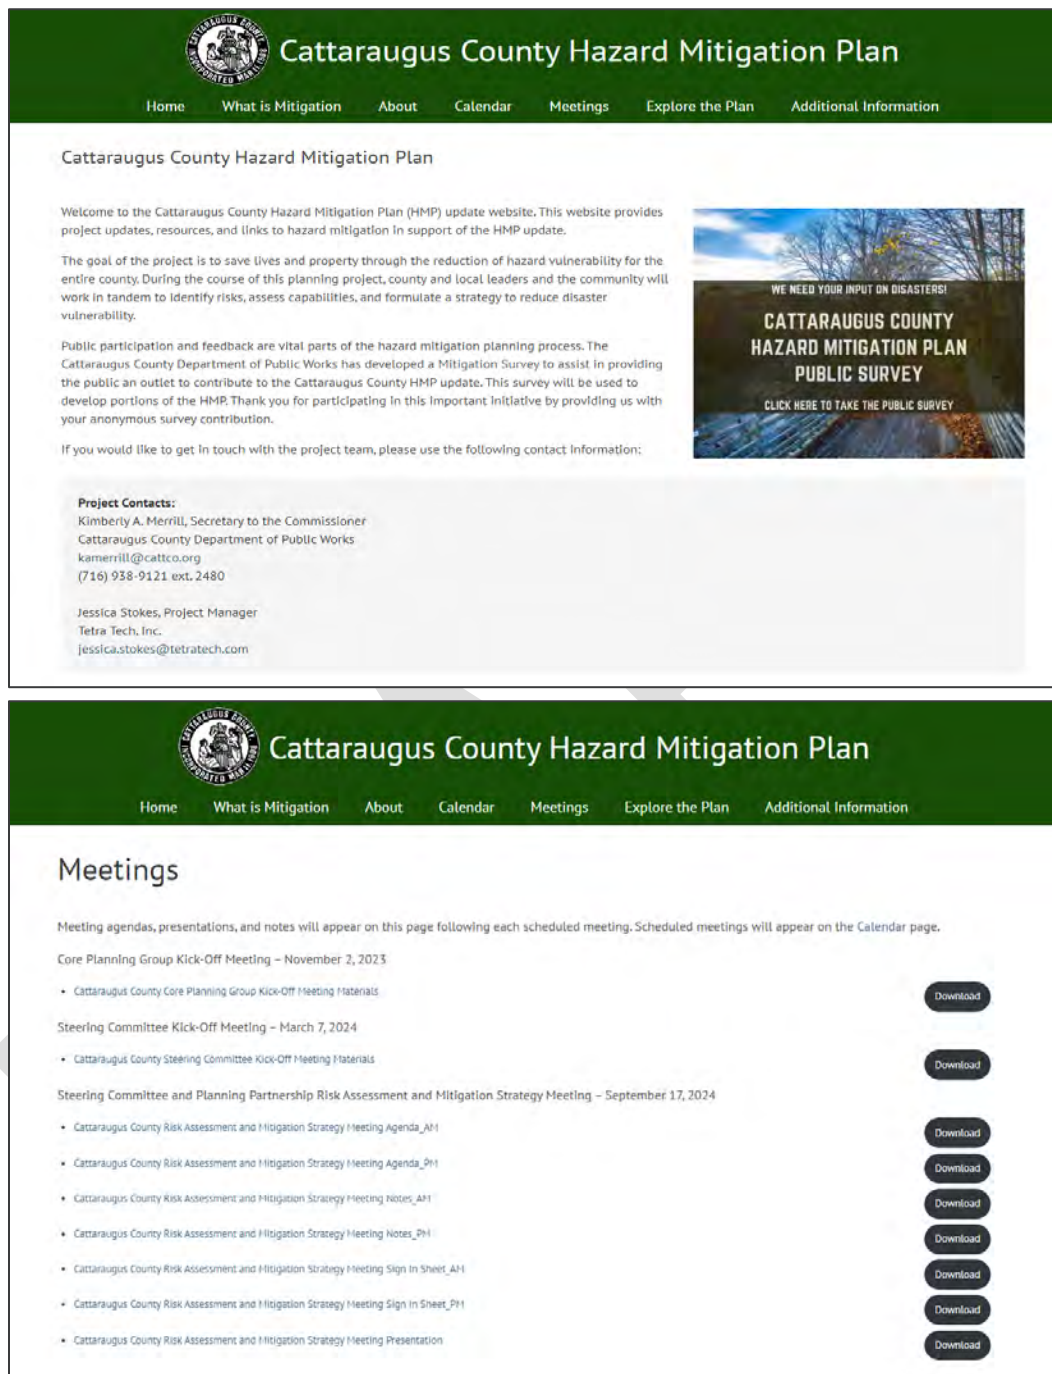 Cattaraugus County Hazard Mitigation Plan
Home What is Mitigation About Calendar Meetings Explore the Plan Additional Information
Cattaraugus County Hazard Mitigation Plan
Welcome to the Cattaraugus County Hazard Mitigation Plan (HMP) update website. This website provides
project updates, resources, and links to hazard mitigation in support of the HMP update.
The goal of the project is to save lives and property through the reduction of hazard vulnerability for the
entire county. During the course of this planning project, county and local leaders and the community will
work in tandem to identify risks, assess capabilities, and formulate a strategy to reduce disaster
vulnerability.
Public participation and feedback are vital parts of the hazard mitigation planning process. The
Cattaraugus County Department of Public Works has developed a Mitigation Survey to assist in providing
the public an outlet to contribute to the Cattaraugus County HMP update. This survey will be used to
develop portions of the HMP. Thank you for participating in this important initiative by providing us with
your anonymous survey contribution.
If you would like to get in touch with the project team, please use the following contact information:
WE NEED YOUR INPUT ON DISASTERS!
CATTARAUGUS COUNTY
HAZARD MITIGATION PLAN
PUBLIC SURVEY
CLICK HERE TO TAKE THE PUBLIC SURVEY
Project Contacts:
Kimberly A. Merrill, Secretary to the Commissioner
Cattaraugus County Department of Public Works
kamerrill@cattco.org
(716) 938-9121 ext. 2480
Jessica Stokes, Project Manager
Tetra Tech, Inc.
jessica.stokes@tetratech.com
Cattaraugus County Hazard Mitigation Plan
Home What is Mitigation About Calendar Meetings Explore the Plan Additional Information
Meetings
Meeting agendas, presentations, and notes will appear on this page following each scheduled meeting. Scheduled meetings will appear on the Calendar page.
Core Planning Group Kick-Off Meeting – November 2, 2023
• Cattaraugus County Core Planning Group Kick-Off Meeting Materials Download
Steering Committee Kick-Off Meeting – March 7, 2024
• Cattaraugus County Steering Committee Kick-Off Meeting Materials Download
Steering Committee and Planning Partnership Risk Assessment and Mitigation Strategy Meeting – September 17, 2024
• Cattaraugus County Risk Assessment and Mitigation Strategy Meeting Agenda_AM Download
• Cattaraugus County Risk Assessment and Mitigation Strategy Meeting Agenda_PM Download
• Cattaraugus County Risk Assessment and Mitigation Strategy Meeting Notes_AM Download
• Cattaraugus County Risk Assessment and Mitigation Strategy Meeting Notes_PM Download
• Cattaraugus County Risk Assessment and Mitigation Strategy Meeting Sign In Sheet_AM Download
• Cattaraugus County Risk Assessment and Mitigation Strategy Meeting Sign In Sheet_PM Download
• Cattaraugus County Risk Assessment and Mitigation Strategy Meeting Presentation Download